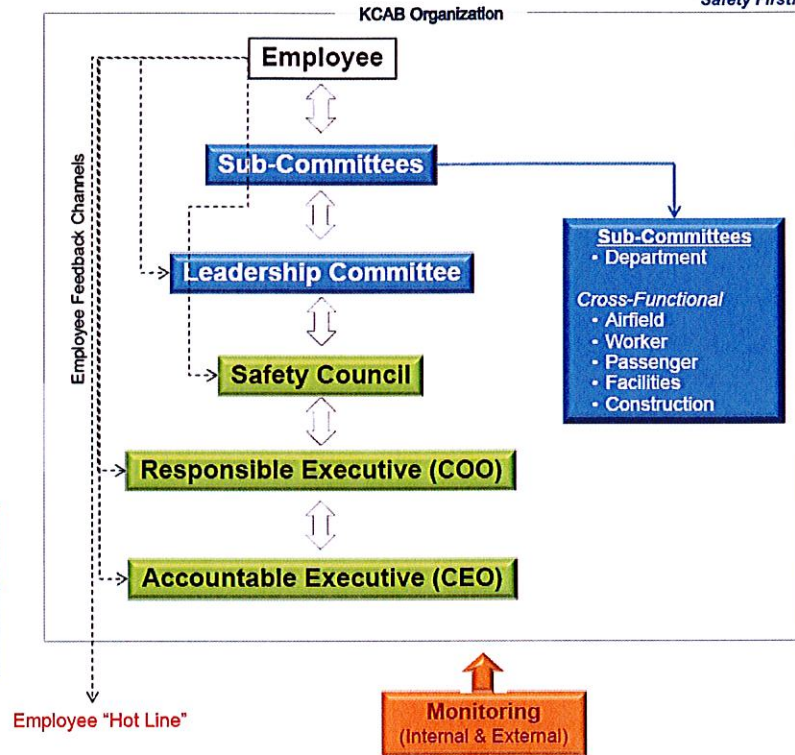 Safety First!
KCAB Organization
Employee
Sub-Committees
Leadership Committee
Safety Council
Responsible Executive (COO)
Accountable Executive (CEO)
Employee Feedback Channels
Sub-Committees
• Department
Cross-Functional
• Airfield
• Worker
• Passenger
• Facilities
• Construction
Employee “Hot Line”
Monitoring
(Internal & External)